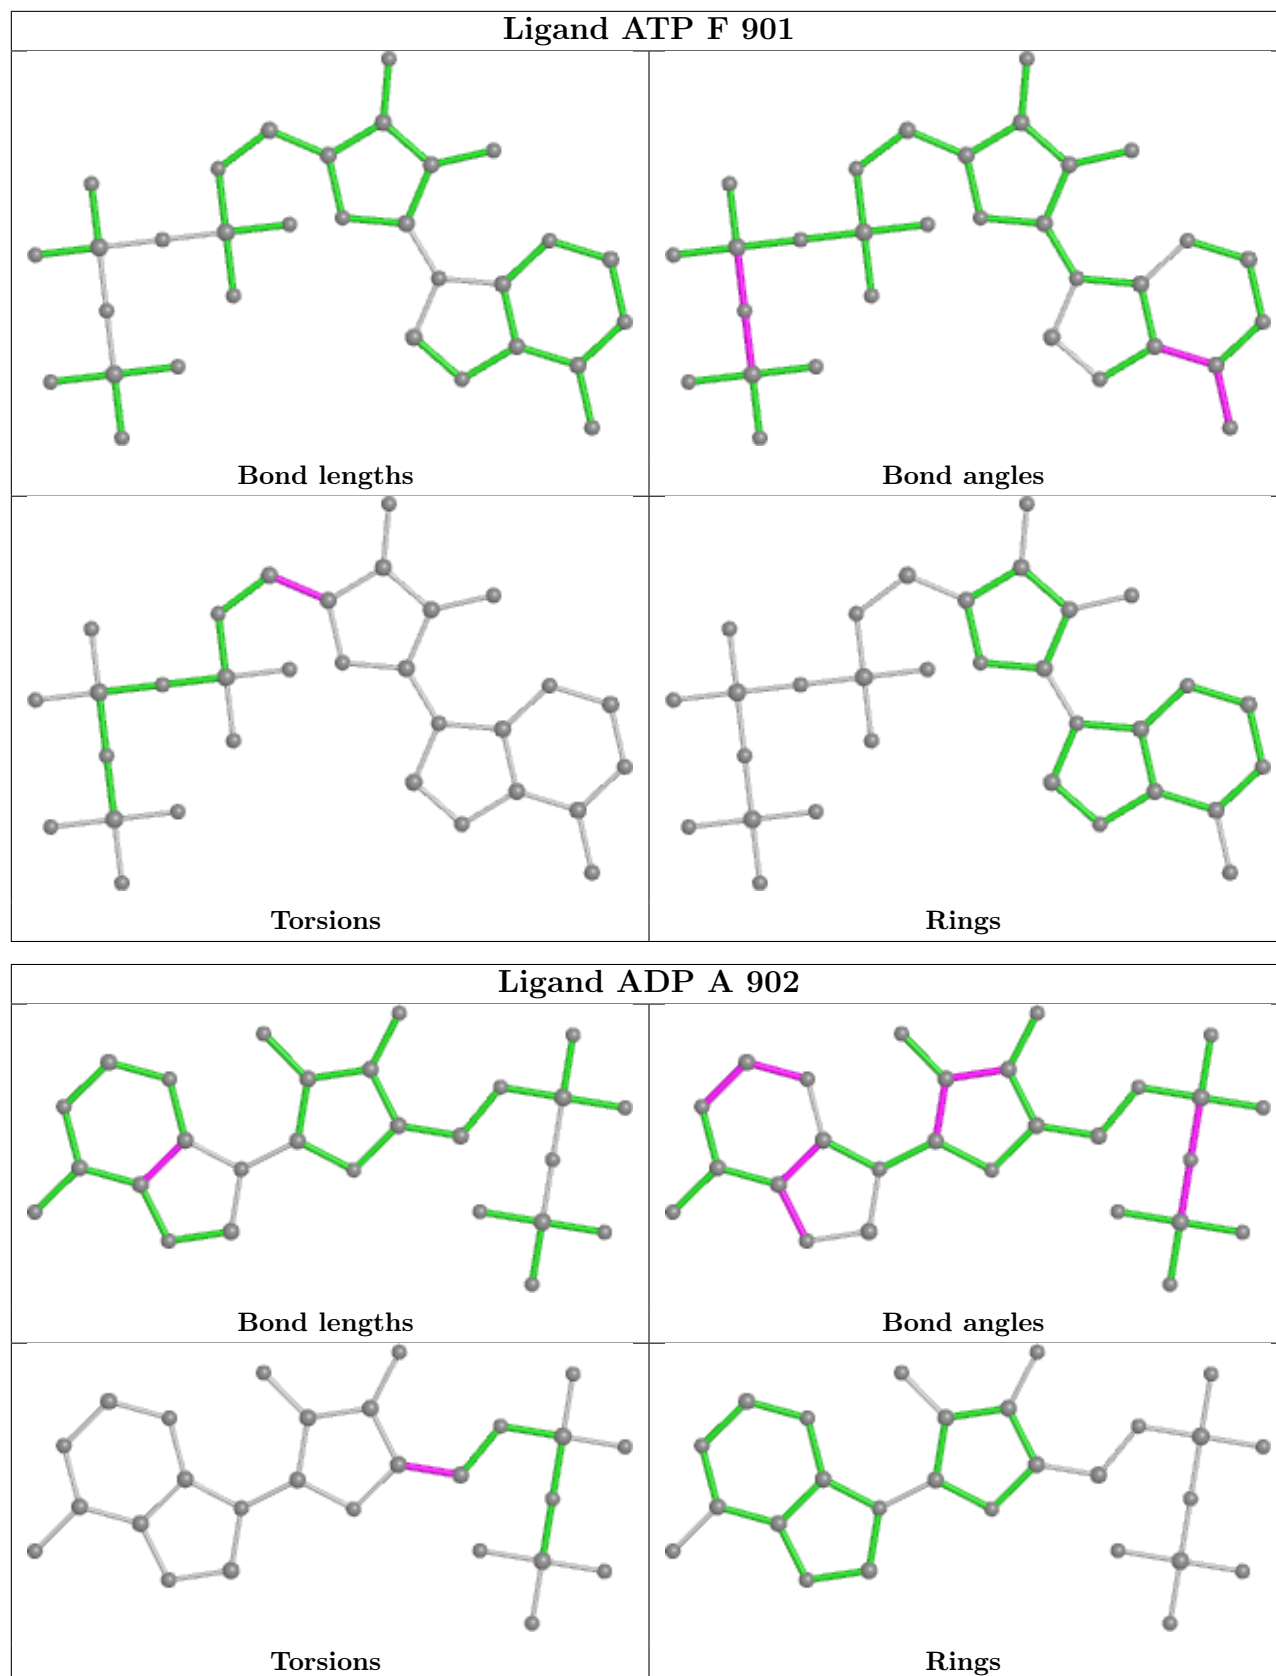 Ligand ATP F 901
Bond lengths
Bond angles
Torsions
Rings
Ligand ADP A 902
Bond lengths
Bond angles
Torsions
Rings